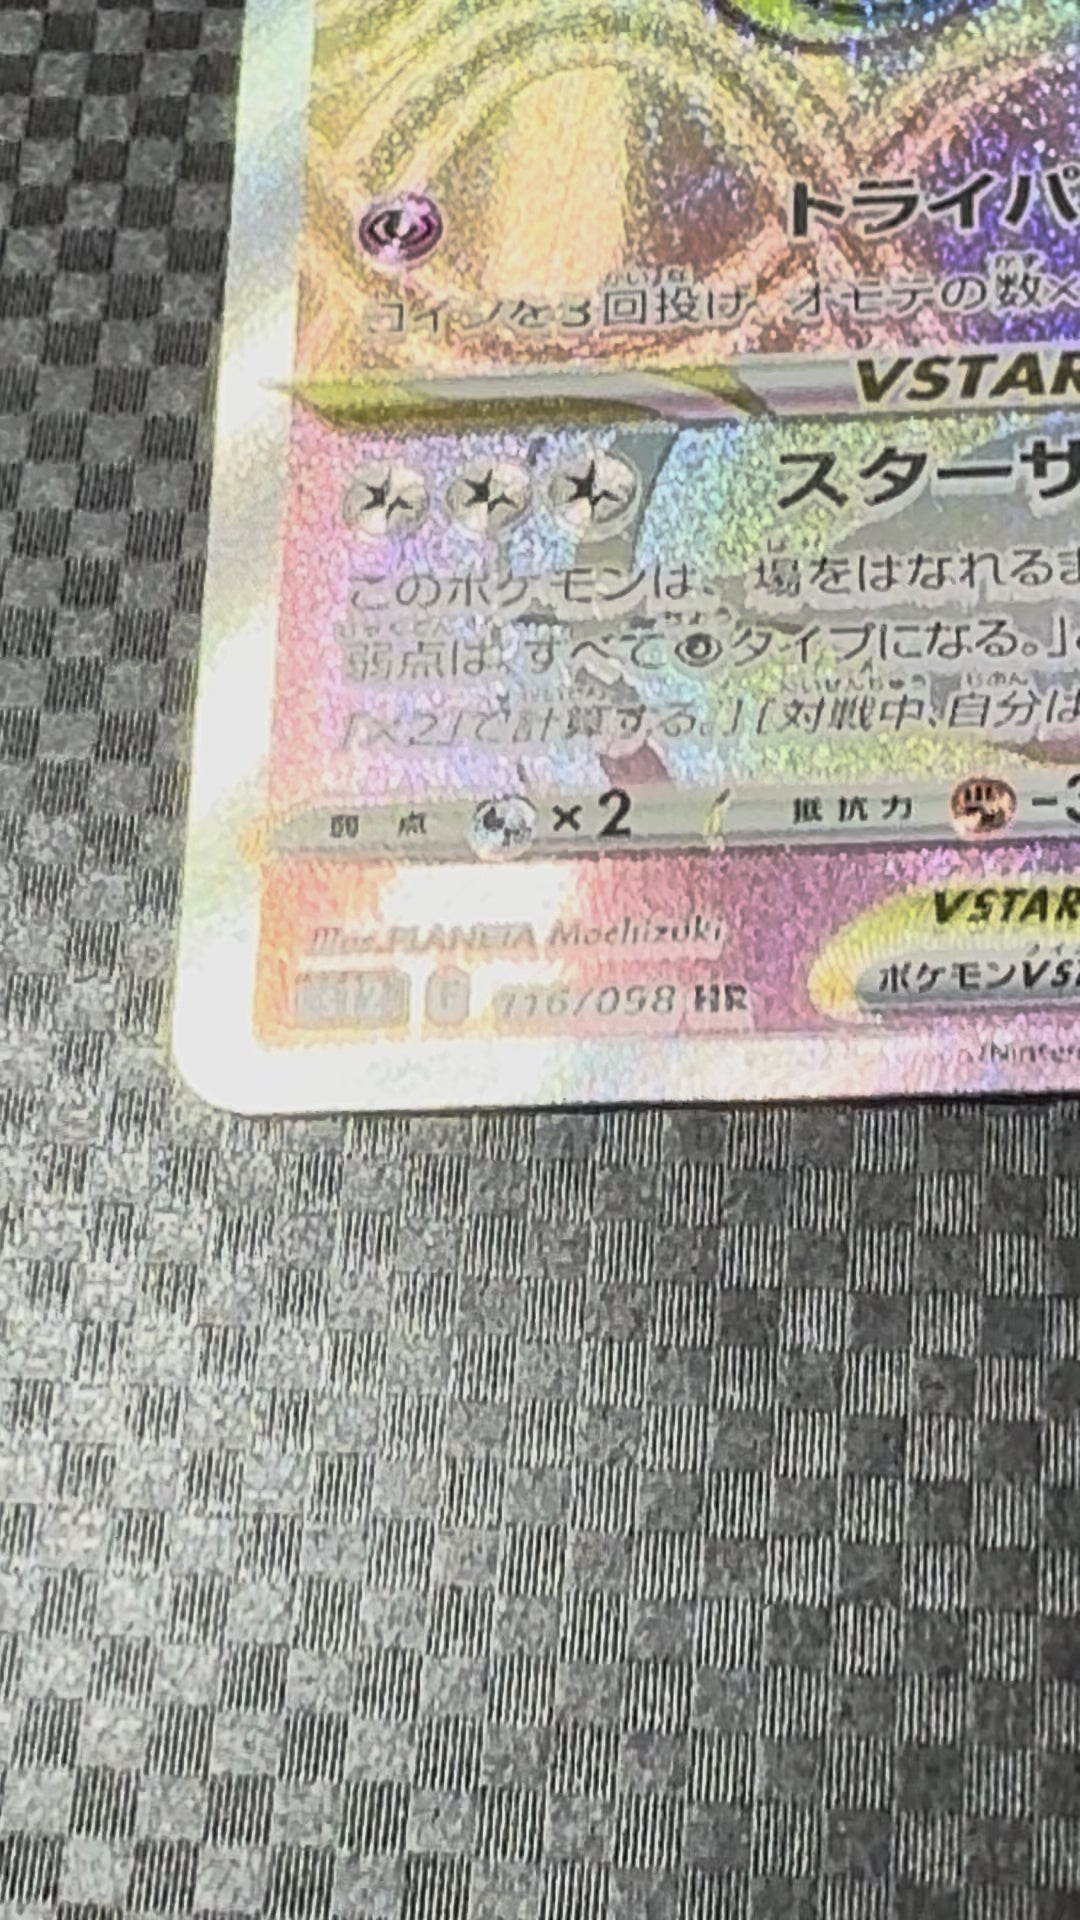 トライパ
コインを3回投げ、オモテの数×
VSTAR
スターサ
このポケモンは、場をはなれるま
弱点は、すべてタイプになる。」
「×2」で計算する。][対戦中、自分は
弱点 ×2 抵抗力 -3
Illus.PLANETA Mochizuki
VSTAR
ポケモンVS
S12 F 116/098 HR
/Ninten